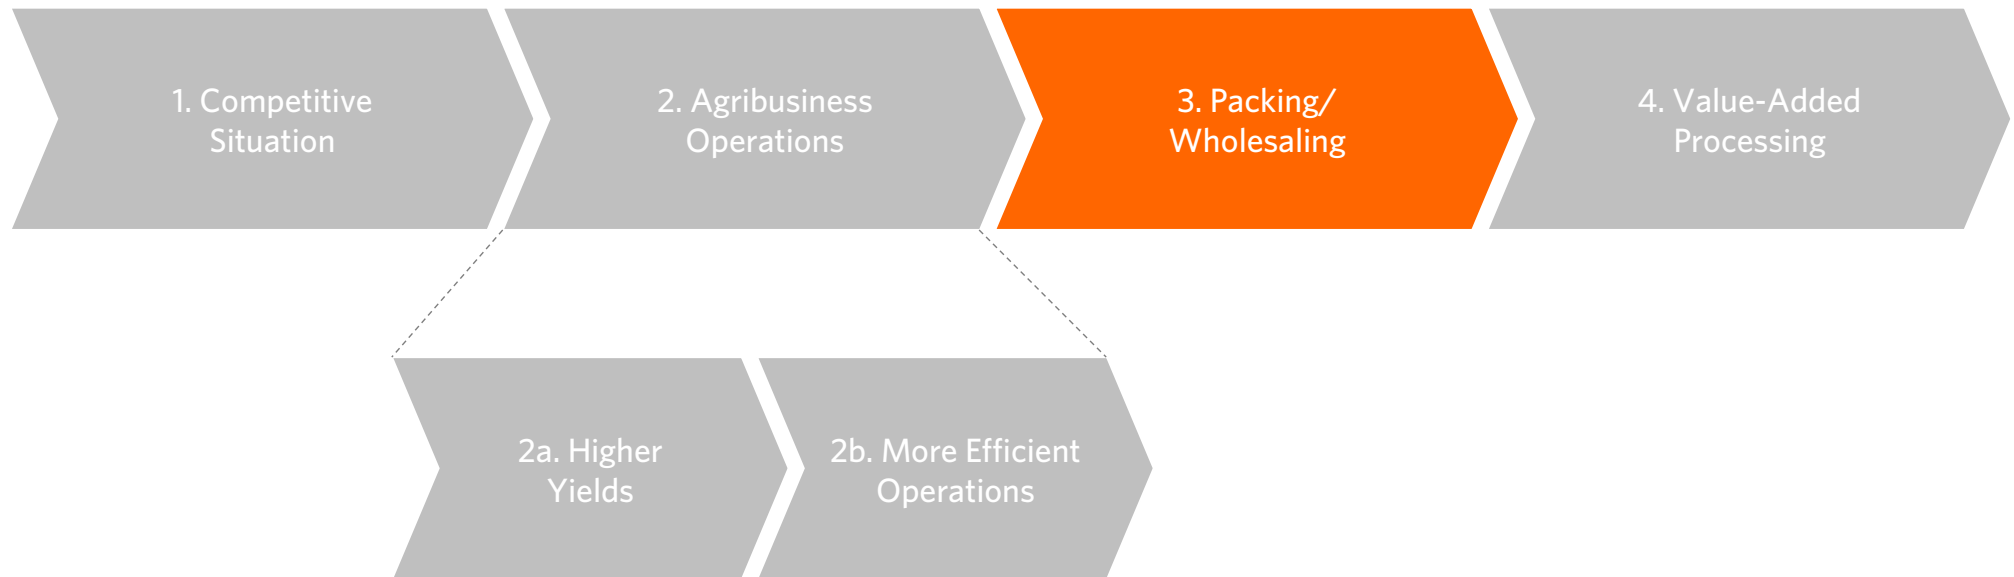 1. Competitive
Situation
2. Agribusiness
Operations
3. Packing/
Wholesaling
4. Value-Added
Processing
2a. Higher
Yields
2b. More Efficient
Operations